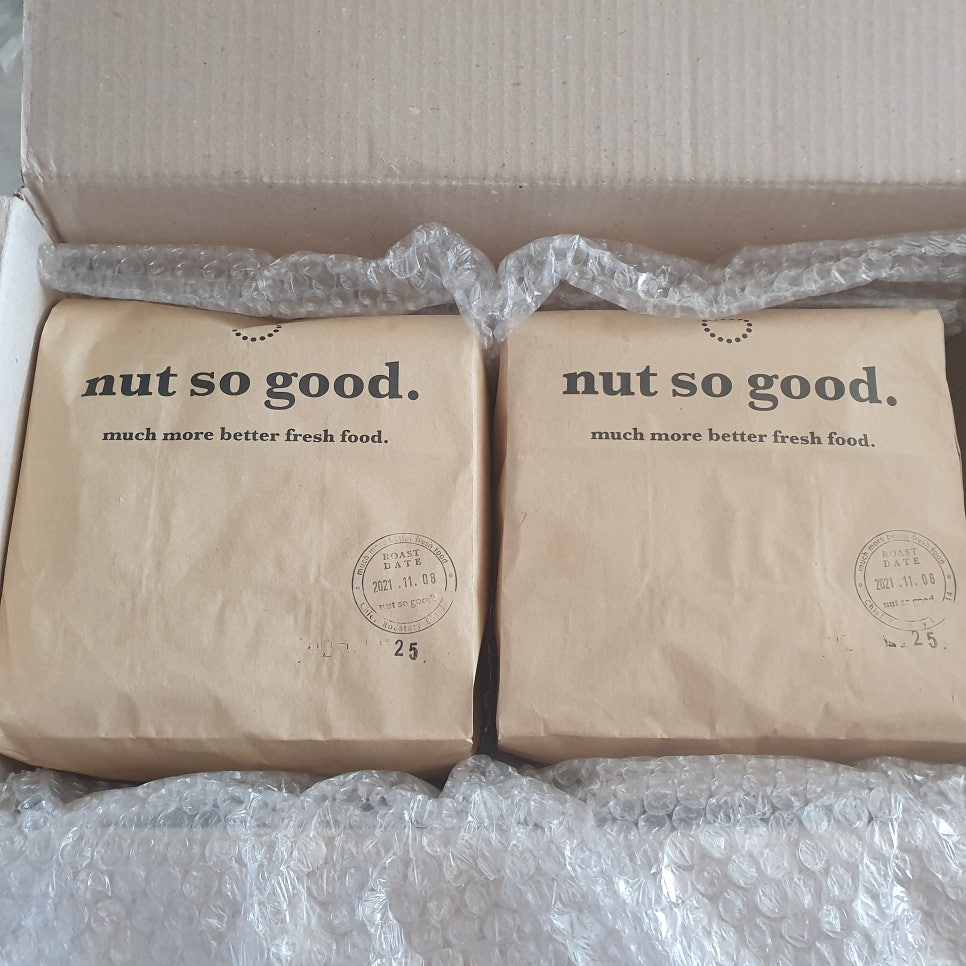 nut so good.
much more better fresh food.
much more better fresh food
ROAST
DATE
2021 .11. 08
nut so good!
Roastery
25
nut so good.
much more better fresh food.
much more better fresh food
ROAST
DATE
2021 .11. 08
nut so good
25